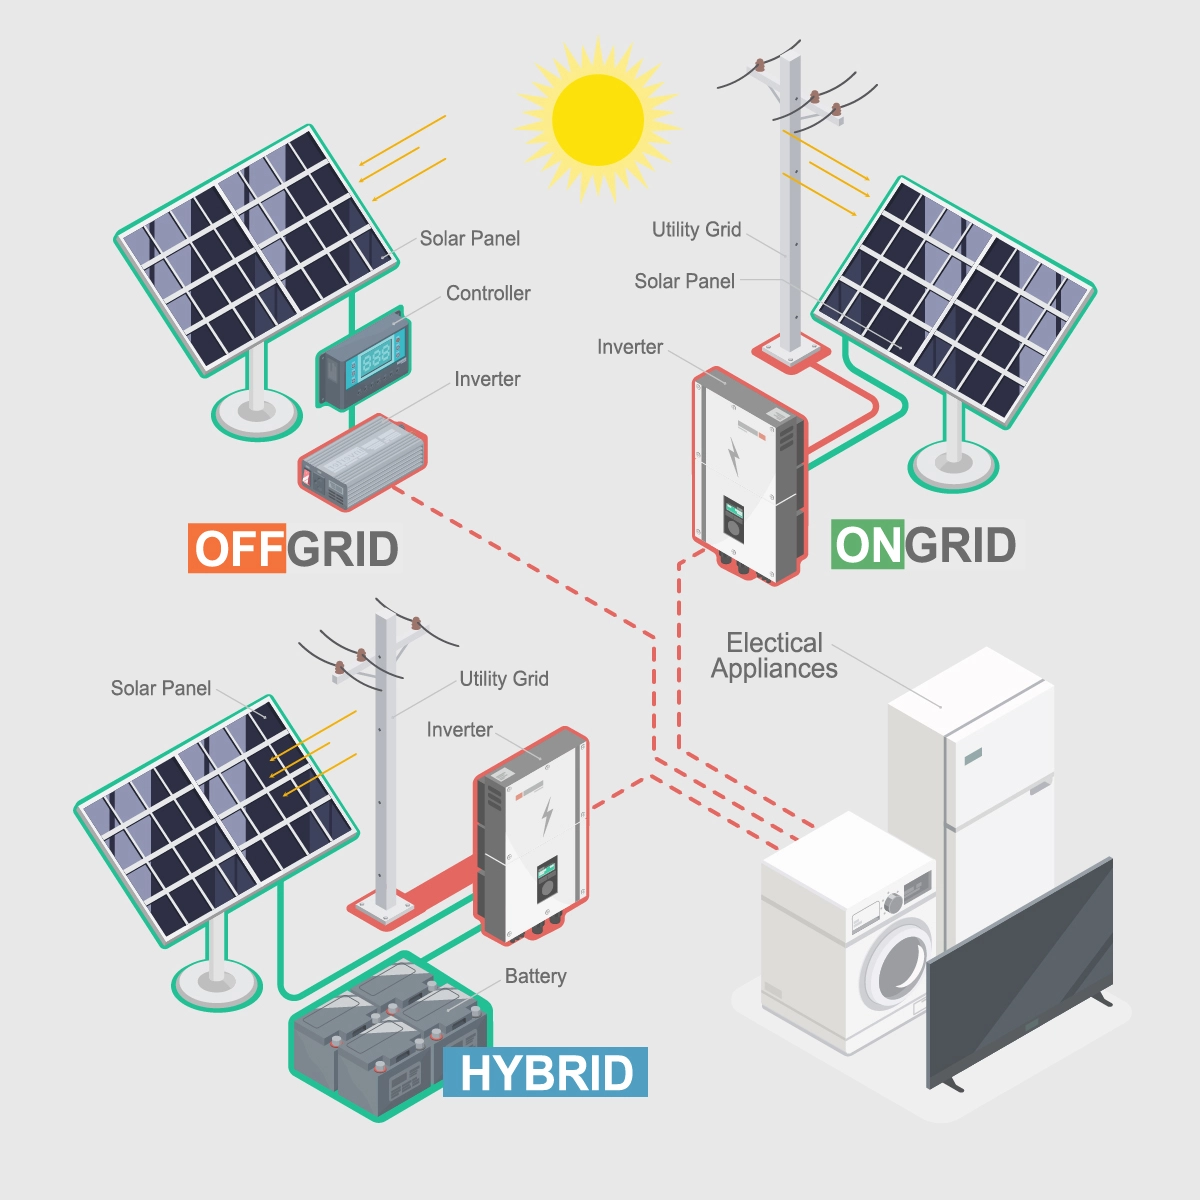 Solar Panel
Controller
Inverter
OFFGRID
Utility Grid
Solar Panel
Inverter
ONGRID
Electical
Appliances
Solar Panel
Utility Grid
Inverter
Battery
HYBRID